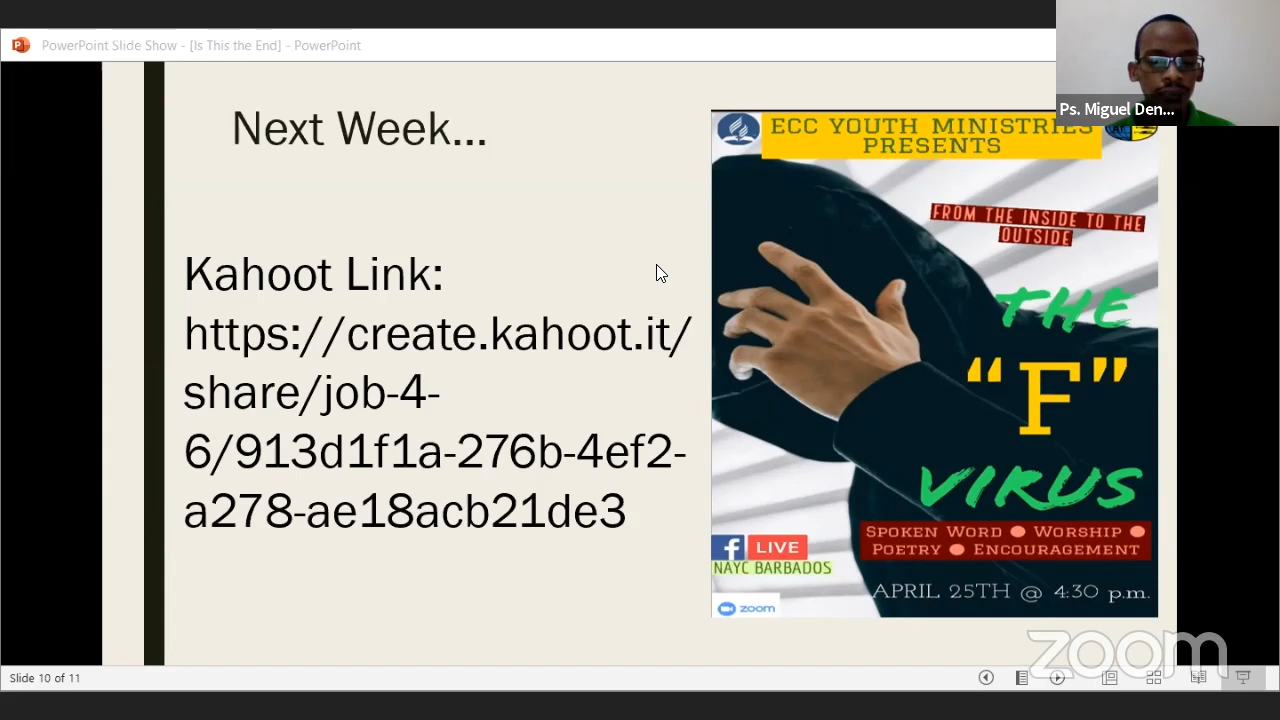 PowerPoint Slide Show - [Is This the End] - PowerPoint
Ps. Miguel Den...
Next Week...
Kahoot Link:
https://create.kahoot.it/
share/job-4-
6/913d1f1a-276b-4ef2-
a278-ae18acb21de3
ECC YOUTH MINISTRIES
PRESENTS
FROM THE INSIDE TO THE
OUTSIDE
THE
“F”
VIRUS
SPOKEN WORD ● WORSHIP ●
POETRY ● ENCOURAGEMENT
f LIVE
NAYC BARBADOS
APRIL 25TH @ 4:30 p.m.
zoom
zoom
Slide 10 of 11